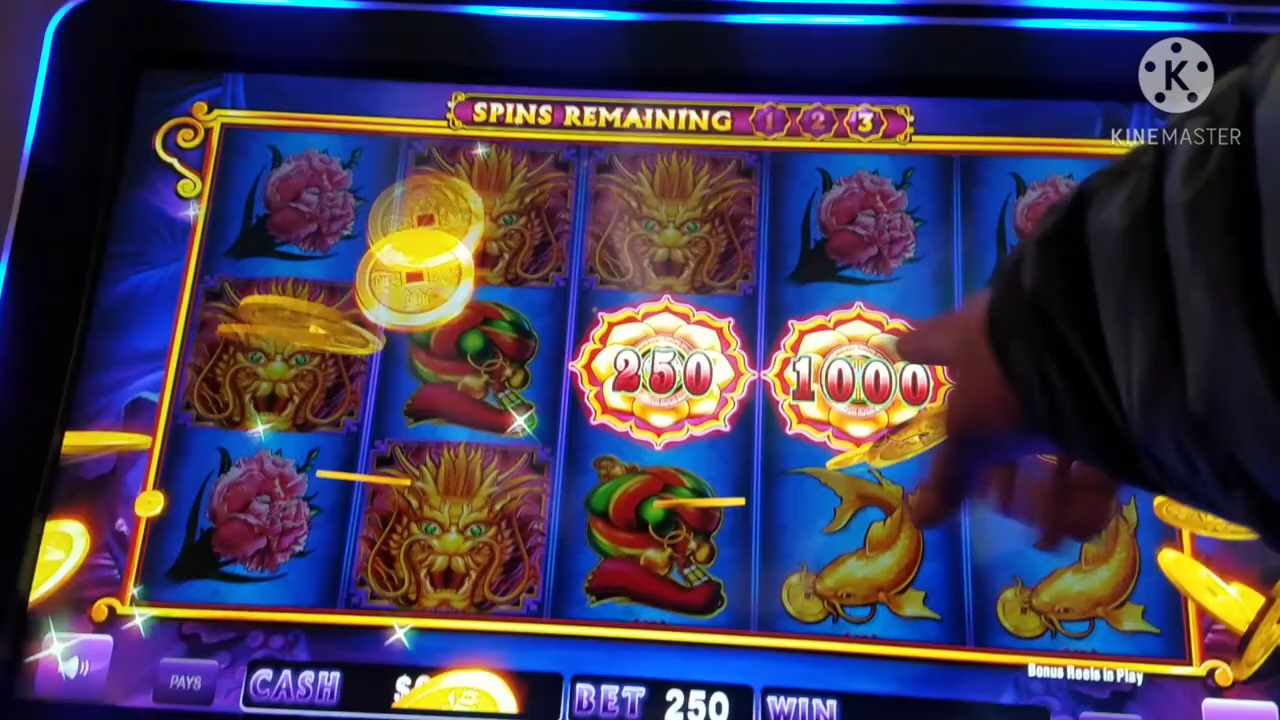 SPINS REMAINING 1 2 3
K
KINEMASTER
250
1000
PAYS
CASH $
BET 250
WIN
Bonus Reels in Play